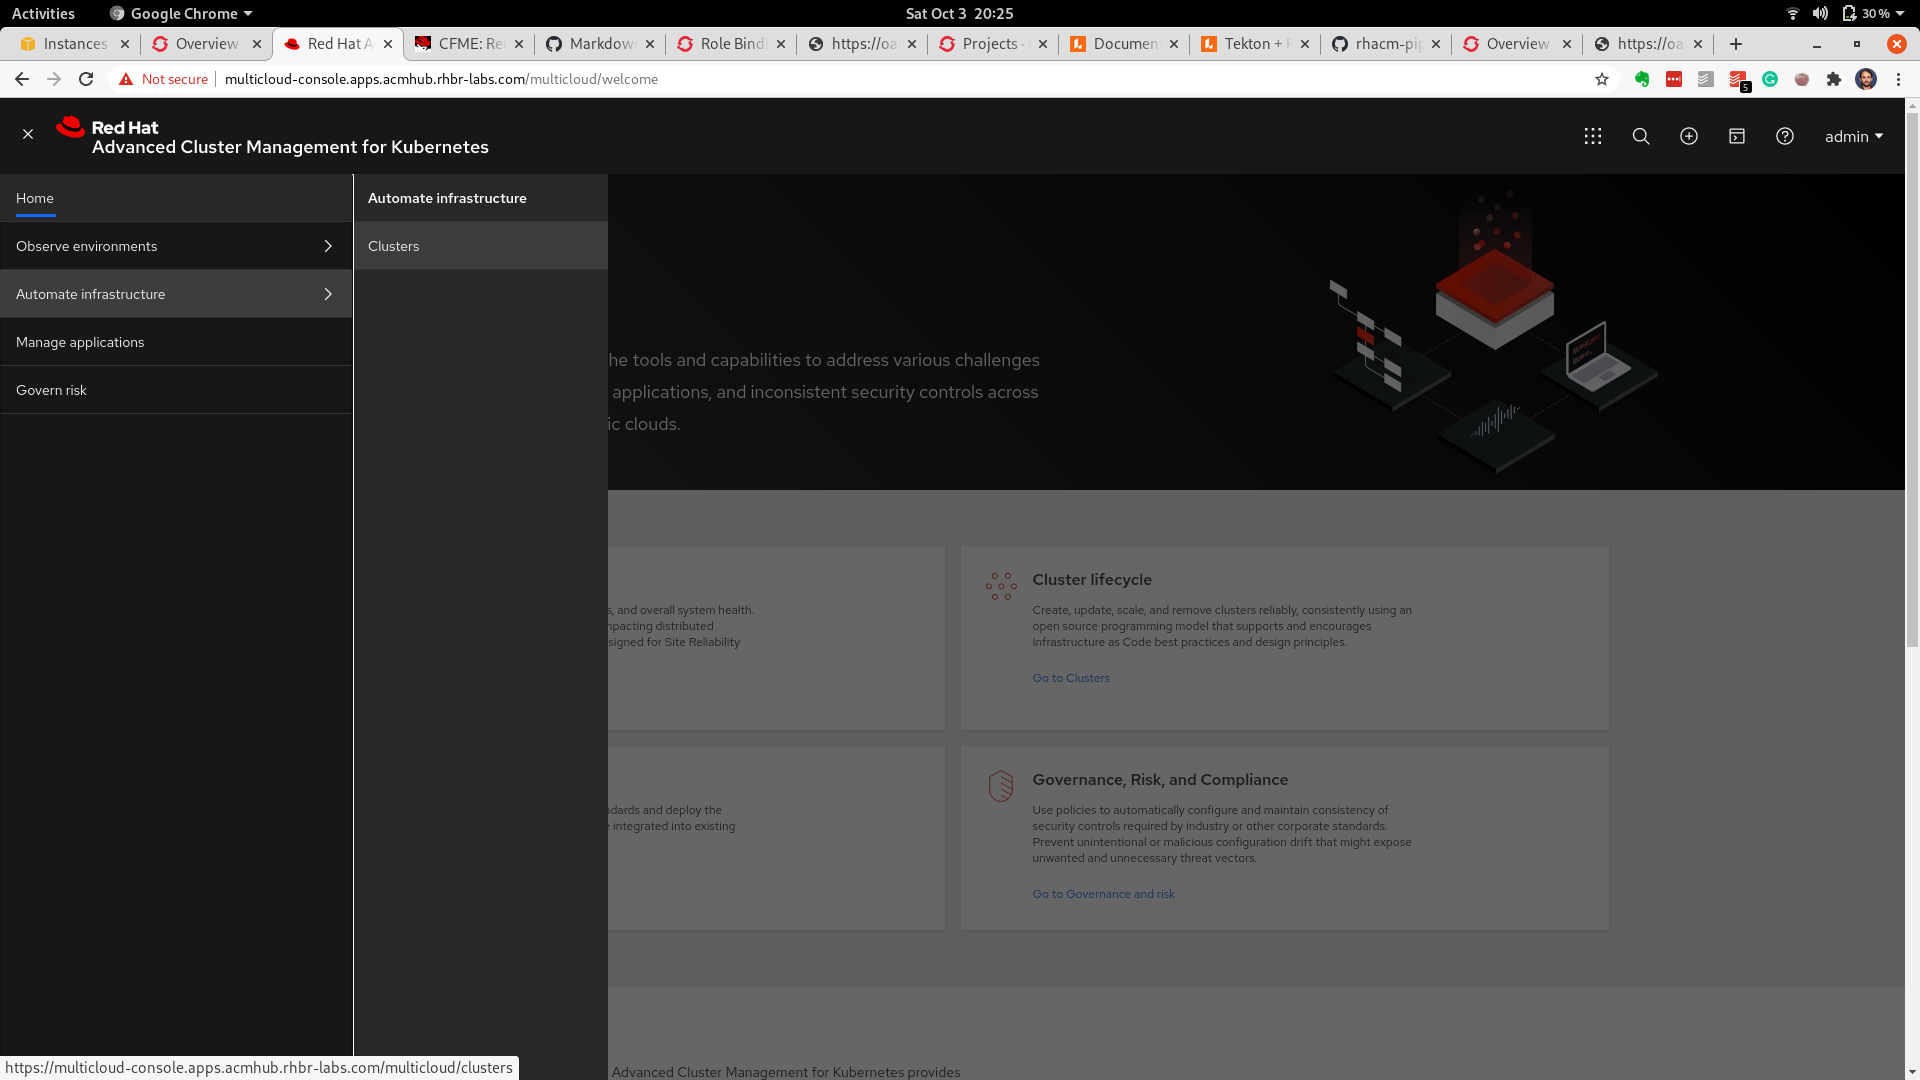 Activities
Google Chrome
Sat Oct 3 20:25
30 %
Instances
Overview
Red Hat A
CFME: Re
Markdow
Role Bindi
https://oa
Projects
Documen
Tekton +
rhacm-pip
Overview
https://oa
Not secure
multicloud-console.apps.acmhub.rhbr-labs.com/multicloud/welcome
5
Red Hat
Advanced Cluster Management for Kubernetes
admin
Home
Observe environments
Automate infrastructure
Manage applications
Govern risk
Automate infrastructure
Clusters
he tools and capabilities to address various challenges
applications, and inconsistent security controls across
ic clouds.
s, and overall system health.
npacting distributed
signed for Site Reliability
Cluster lifecycle
Create, update, scale, and remove clusters reliably, consistently using an
open source programming model that supports and encourages
Infrastructure as Code best practices and design principles.
Go to Clusters
ndards and deploy the
e integrated into existing
Governance, Risk, and Compliance
Use policies to automatically configure and maintain consistency of
security controls required by industry or other corporate standards.
Prevent unintentional or malicious configuration drift that might expose
unwanted and unnecessary threat vectors.
Go to Governance and risk
Advanced Cluster Management for Kubernetes provides
https://multicloud-console.apps.acmhub.rhbr-labs.com/multicloud/clusters